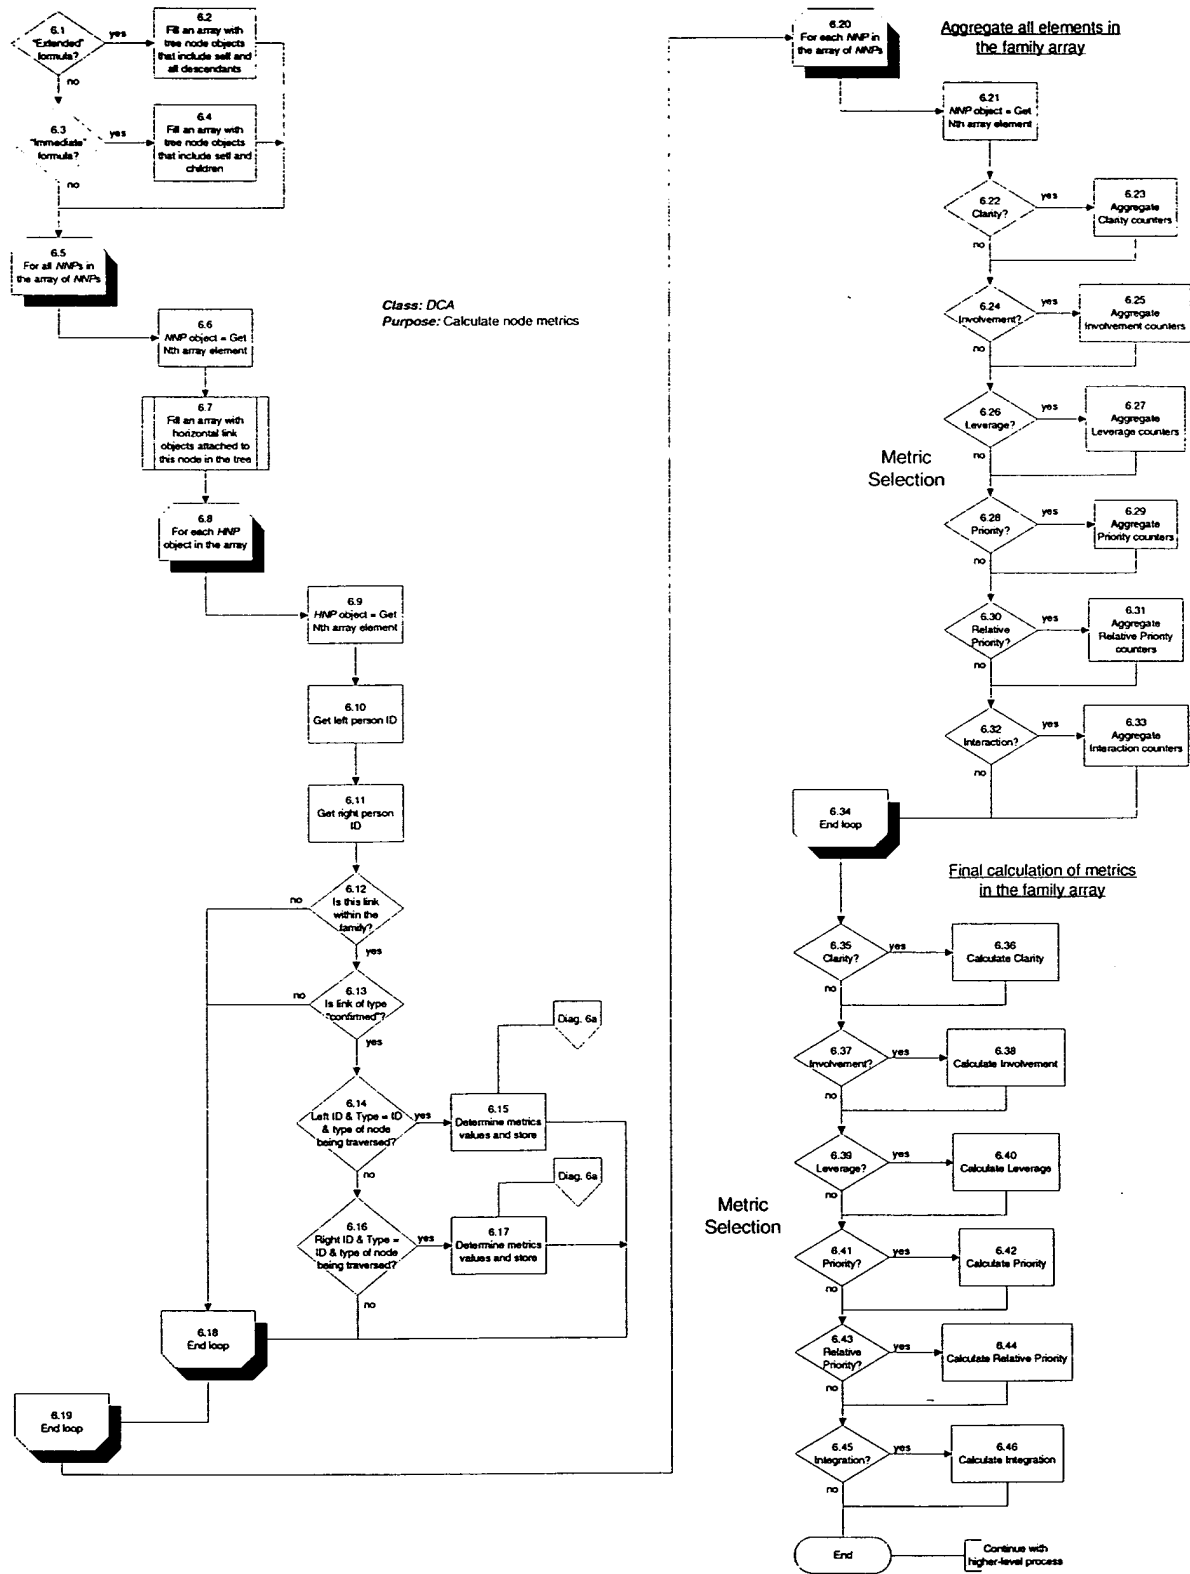 6.1
"Extended"
formula?
yes
no
6.2
Fill an array with
tree node objects
that include self and
all descendants
6.3
"Immediate"
formula?
yes
no
6.4
Fill an array with
tree node objects
that include self and
children
6.5
For all NNPs in
the array of NNPs
Class: DCA
Purpose: Calculate node metrics
6.6
NNP object = Get
Nth array element
6.7
Fill an array with
horizontal link
objects attached to
this node in the tree
6.8
For each HNP
object in the array
6.9
HNP object = Get
Nth array element
6.10
Get left person ID
6.11
Get right person
ID
6.12
Is this link
within the
family?
no
yes
6.13
Is link of type
"confirmed"?
no
yes
Diag. 6a
6.14
Left ID & Type = ID
& type of node
being traversed?
yes
no
6.15
Determine metrics
values and store
Diag. 6a
6.16
Right ID & Type =
ID & type of node
being traversed?
yes
no
6.17
Determine metrics
values and store
6.18
End loop
6.19
End loop
6.20
For each NNP in
the array of NNPs
Aggregate all elements in
the family array
6.21
NNP object = Get
Nth array element
6.22
Clarity?
yes
no
6.23
Aggregate
Clarity counters
6.24
Involvement?
yes
no
6.25
Aggregate
Involvement counters
6.26
Leverage?
yes
no
6.27
Aggregate
Leverage counters
Metric
Selection
6.28
Priority?
yes
no
6.29
Aggregate
Priority counters
6.30
Relative
Priority?
yes
no
6.31
Aggregate
Relative Priority
counters
6.32
Interaction?
yes
no
6.33
Aggregate
Interaction counters
6.34
End loop
Final calculation of metrics
in the family array
6.35
Clarity?
yes
no
6.36
Calculate Clarity
6.37
Involvement?
yes
no
6.38
Calculate Involvement
6.39
Leverage?
yes
no
6.40
Calculate Leverage
Metric
Selection
6.41
Priority?
yes
no
6.42
Calculate Priority
6.43
Relative
Priority?
yes
no
6.44
Calculate Relative Priority
6.45
Integration?
yes
no
6.46
Calculate Integration
End
Continue with
higher-level process